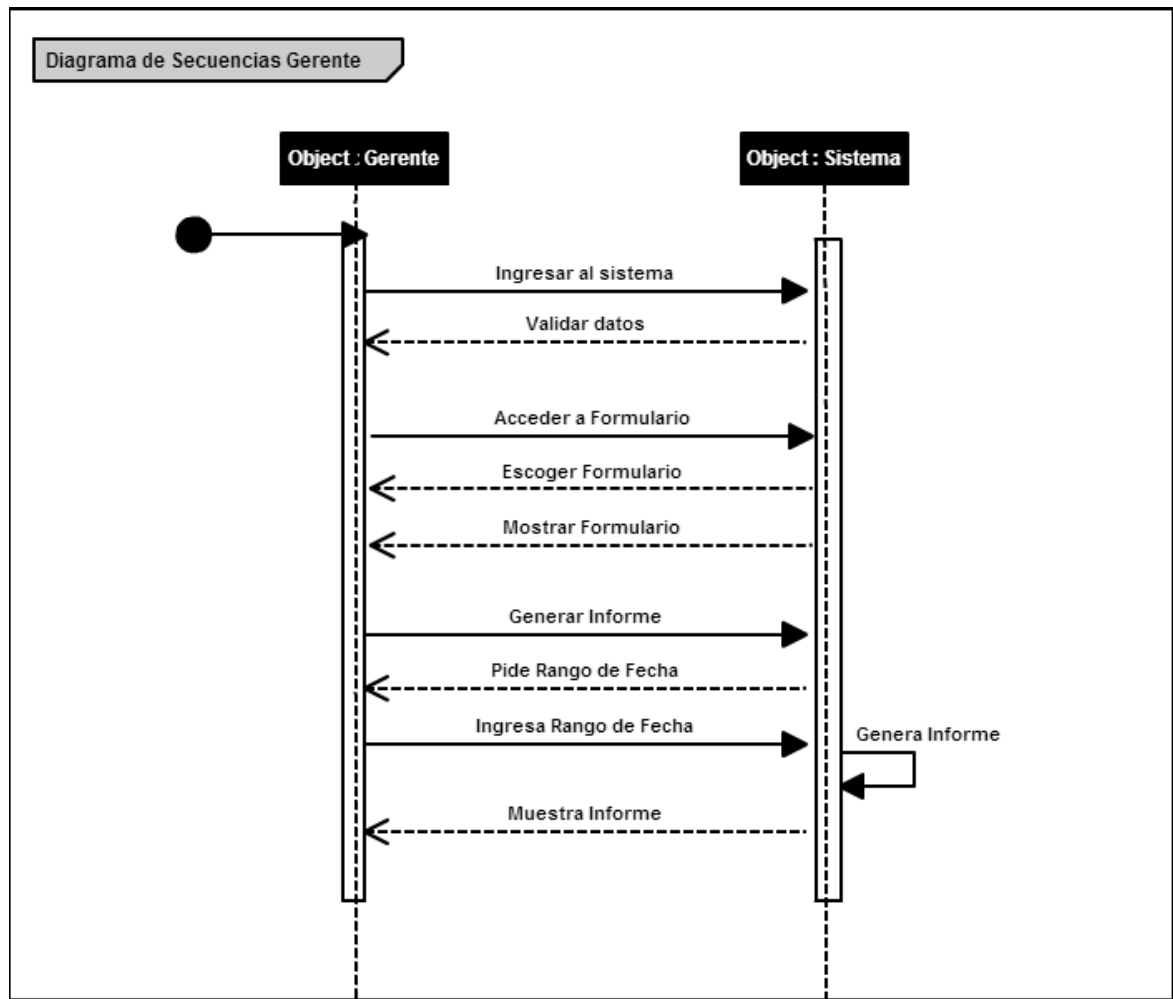 Diagrama de Secuencias Gerente
Object : Gerente
Object : Sistema
Ingresar al sistema
Validar datos
Acceder a Formulario
Escoger Formulario
Mostrar Formulario
Generar Informe
Pide Rango de Fecha
Ingresa Rango de Fecha
Genera Informe
Muestra Informe